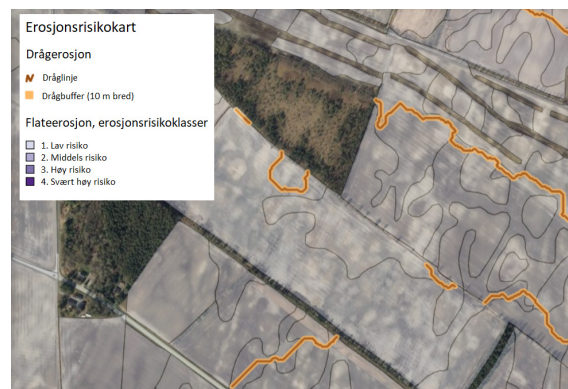 Erosjonsrisikokart
Drågerosjon
Dråglinje
Drågbuffer (10 m bred)
Flateerosjon, erosjonsrisikoklasser
1. Lav risiko
2. Middels risiko
3. Høy risiko
4. Svært høy risiko